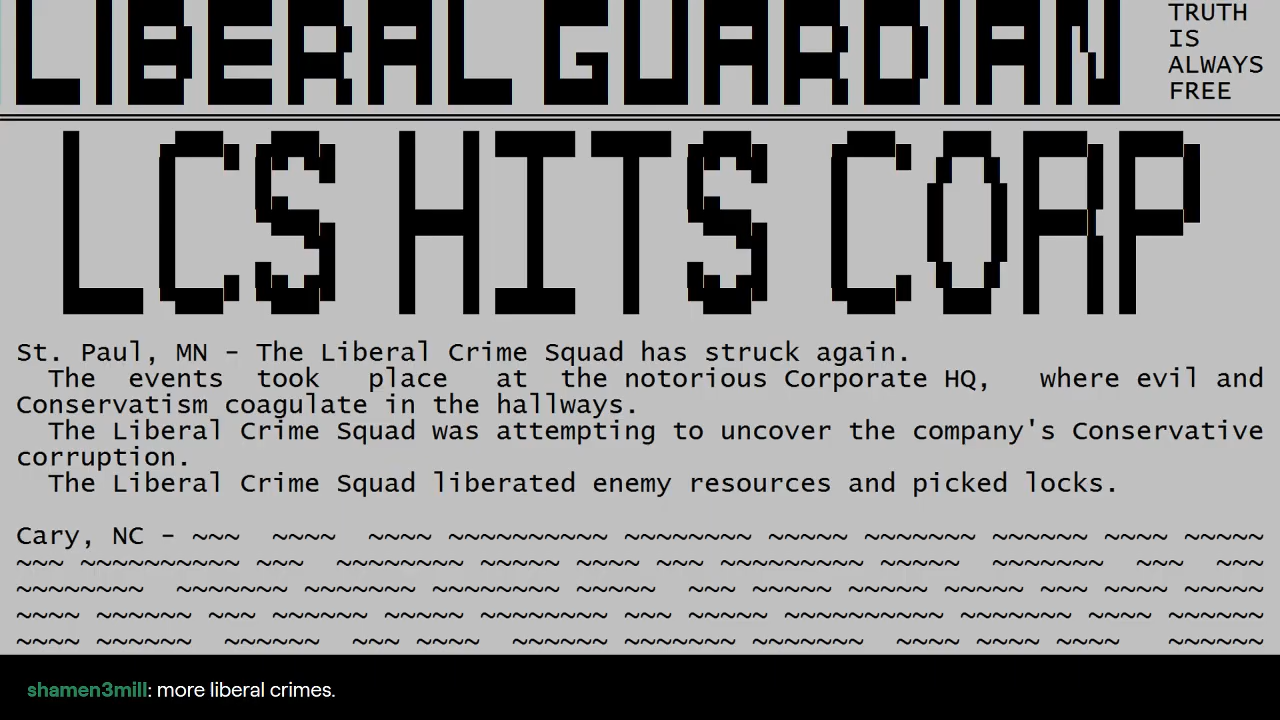 LIBERAL GUARDIAN
TRUTH
IS
ALWAYS
FREE
LCS HITS CORP
St. Paul, MN - The Liberal Crime Squad has struck again.
The events took place at the notorious Corporate HQ, where evil and
Conservatism coagulate in the hallways.
The Liberal Crime Squad was attempting to uncover the company's Conservative
corruption.
The Liberal Crime Squad liberated enemy resources and picked locks.
Cary, NC - ~~~ ~~~~ ~~~~ ~~~~~~~~~~ ~~~~~~~~ ~~~~~ ~~~~~~~ ~~~~~~ ~~~~ ~~~~~
~~~ ~~~~~~~~~~ ~~~ ~~~~~~~~ ~~~~~ ~~~~ ~~~ ~~~~~~~~~ ~~~~~ ~~~~~~~ ~~~ ~~~
~~~~~~~~ ~~~~~~~ ~~~~~~~~ ~~~~~~~~ ~~~~~ ~~~ ~~~~~ ~~~~~~~ ~~~~~ ~~~ ~~~~ ~~~~
~~~~ ~~~~~~ ~~~ ~~~~~~~ ~~~~~~ ~~~~~~~~ ~~~ ~~~~~ ~~~~~~~~~~ ~~~~~~~ ~~~~ ~~~~~
~~~~ ~~~~~~ ~~~~~~ ~~~ ~~~~ ~~~~~~ ~~~~~~~ ~~~~~~~ ~~~~ ~~~~ ~~~~ ~~~~~~
shamen3mill: more liberal crimes.